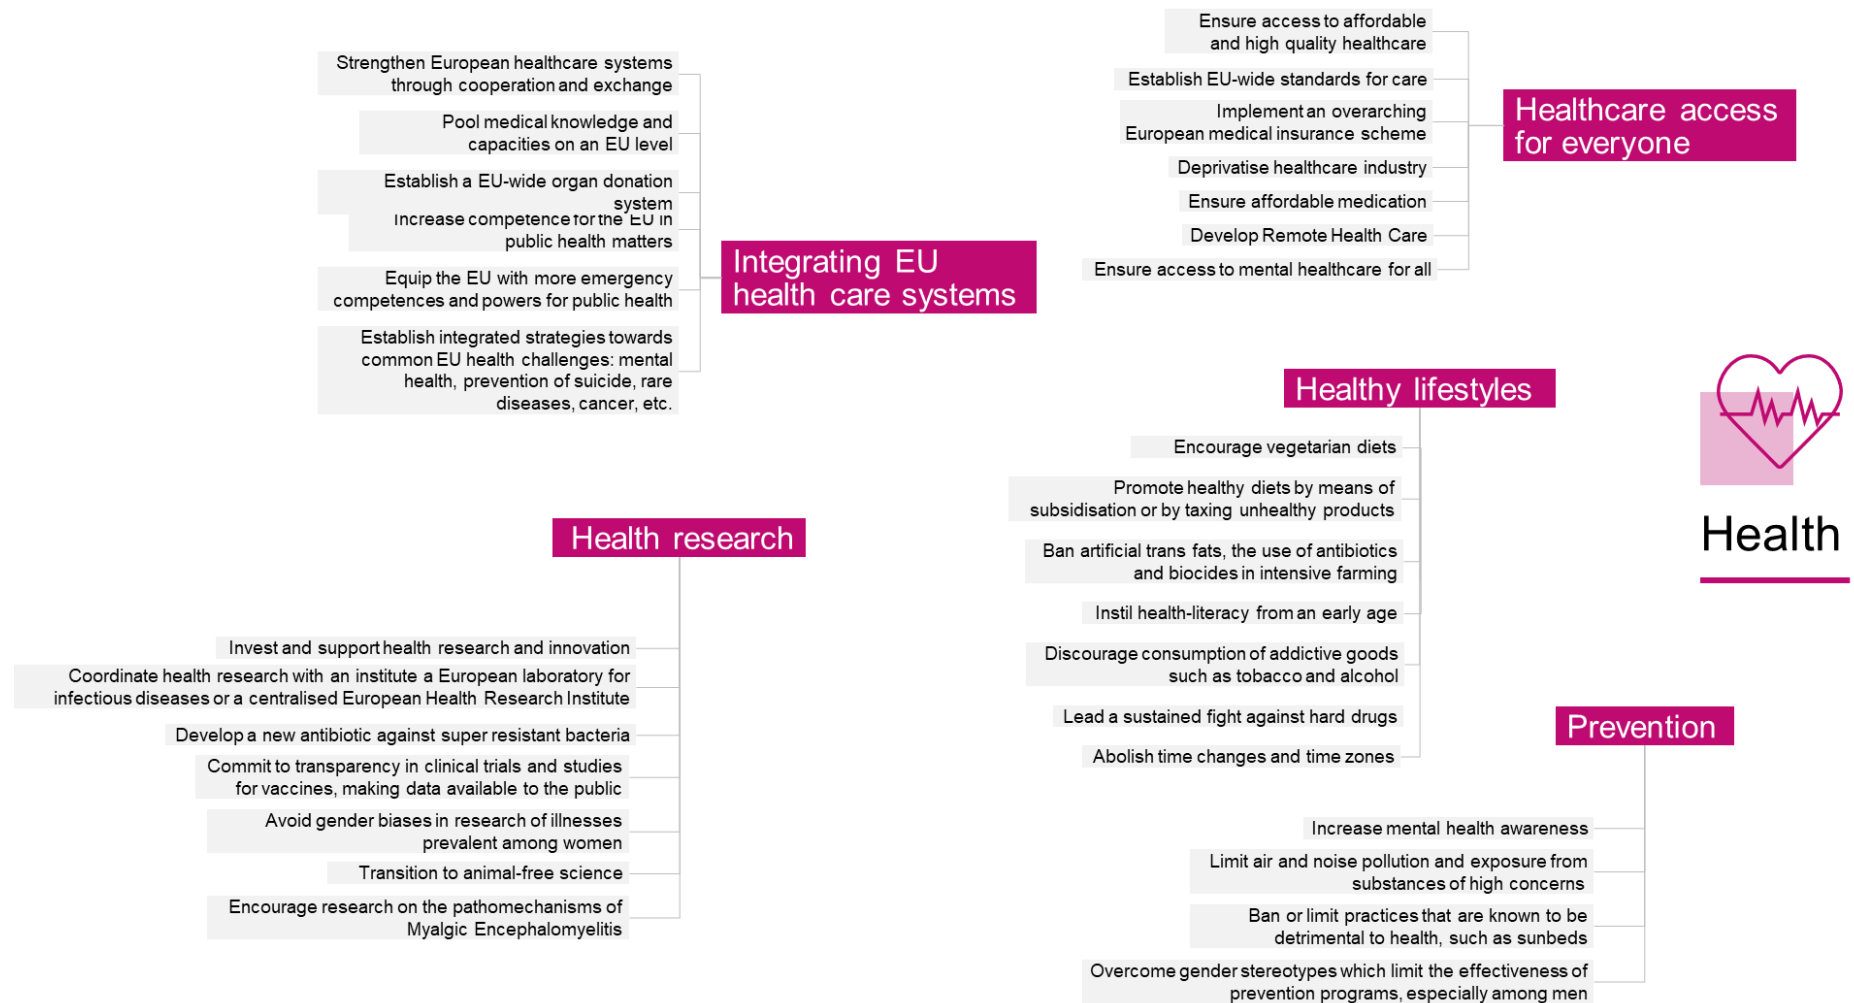 Strengthen European healthcare systems
through cooperation and exchange
Pool medical knowledge and
capacities on an EU level
Establish a EU-wide organ donation
system
Increase competence for the EU in
public health matters
Equip the EU with more emergency
competences and powers for public health
Establish integrated strategies towards
common EU health challenges: mental
health, prevention of suicide, rare
diseases, cancer, etc.
Integrating EU
health care systems
Ensure access to affordable
and high quality healthcare
Establish EU-wide standards for care
Implement an overarching
European medical insurance scheme
Deprivatise healthcare industry
Ensure affordable medication
Develop Remote Health Care
Ensure access to mental healthcare for all
Healthcare access
for everyone
Healthy lifestyles
Encourage vegetarian diets
Promote healthy diets by means of
subsidisation or by taxing unhealthy products
Ban artificial trans fats, the use of antibiotics
and biocides in intensive farming
Instil health-literacy from an early age
Discourage consumption of addictive goods
such as tobacco and alcohol
Lead a sustained fight against hard drugs
Abolish time changes and time zones
Health
Health research
Invest and support health research and innovation
Coordinate health research with an institute a European laboratory for
infectious diseases or a centralised European Health Research Institute
Develop a new antibiotic against super resistant bacteria
Commit to transparency in clinical trials and studies
for vaccines, making data available to the public
Avoid gender biases in research of illnesses
prevalent among women
Transition to animal-free science
Encourage research on the pathomechanisms of
Myalgic Encephalomyelitis
Prevention
Increase mental health awareness
Limit air and noise pollution and exposure from
substances of high concerns
Ban or limit practices that are known to be
detrimental to health, such as sunbeds
Overcome gender stereotypes which limit the effectiveness of
prevention programs, especially among men